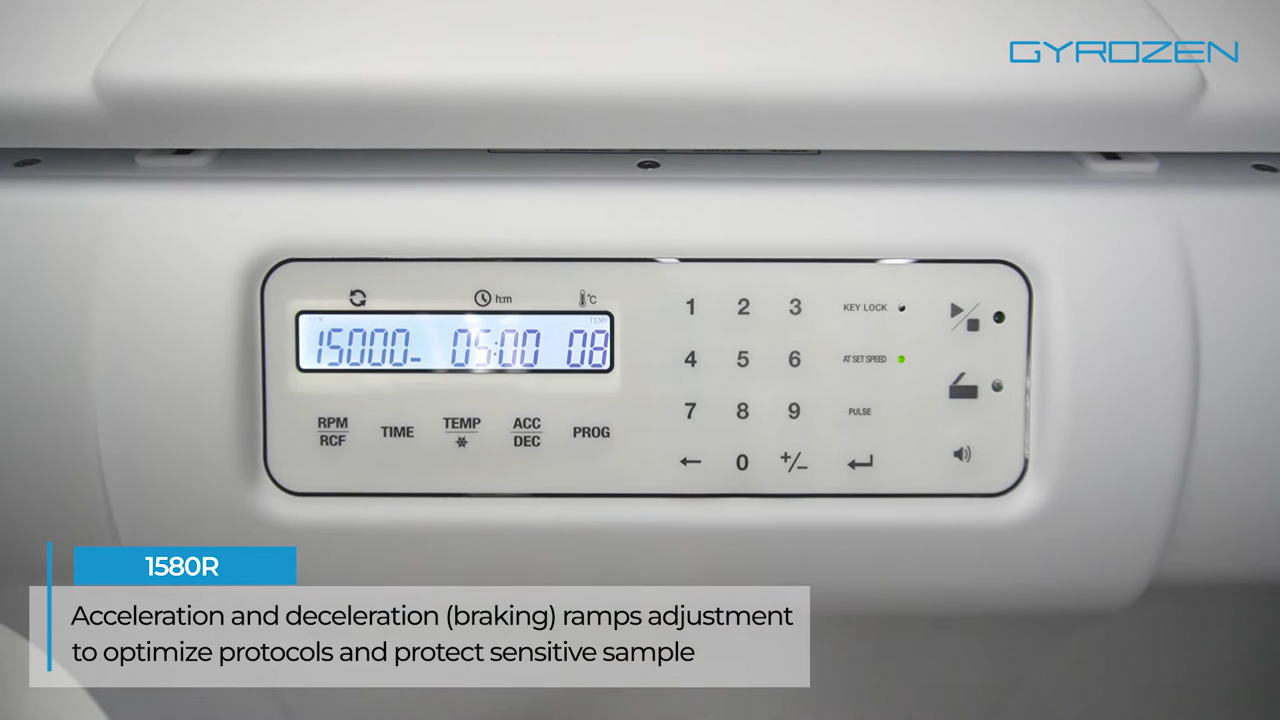 GYROZEN
h:m
°C
TEMP
15000 05:00 08
1 2 3 KEY LOCK
4 5 6 AT SET SPEED
7 8 9 PULSE
← 0 +/− ↵
RPM
RCF
TIME
TEMP
ACC
DEC
PROG
1580R
Acceleration and deceleration (braking) ramps adjustment
to optimize protocols and protect sensitive sample